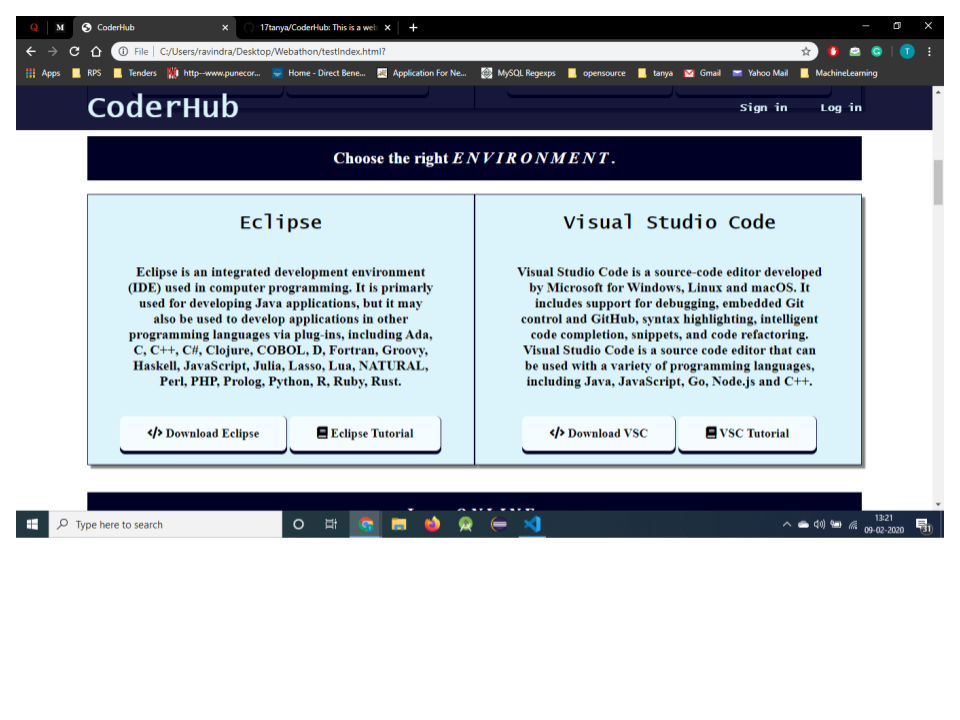 Q M CoderHub × 17tanya/CoderHub: This is a web × +
File | C:/Users/ravindra/Desktop/Webathon/testIndex.html? T
Apps RPS Tenders http--www.punecor... Home - Direct Bene... Application For Ne... MySQL Regexps opensource tanya Gmail Yahoo Mail MachineLearning
CoderHub Sign in Log in
Choose the right ENVIRONMENT.
Eclipse
Eclipse is an integrated development environment
(IDE) used in computer programming. It is primarly
used for developing Java applications, but it may
also be used to develop applications in other
programming languages via plug-ins, including Ada,
C, C++, C#, Clojure, COBOL, D, Fortran, Groovy,
Haskell, JavaScript, Julia, Lasso, Lua, NATURAL,
Perl, PHP, Prolog, Python, R, Ruby, Rust.
</> Download Eclipse Eclipse Tutorial
Visual Studio Code
Visual Studio Code is a source-code editor developed
by Microsoft for Windows, Linux and macOS. It
includes support for debugging, embedded Git
control and GitHub, syntax highlighting, intelligent
code completion, snippets, and code refactoring.
Visual Studio Code is a source code editor that can
be used with a variety of programming languages,
including Java, JavaScript, Go, Node.js and C++.
</> Download VSC VSC Tutorial
Type here to search 13:21
09-02-2020 31